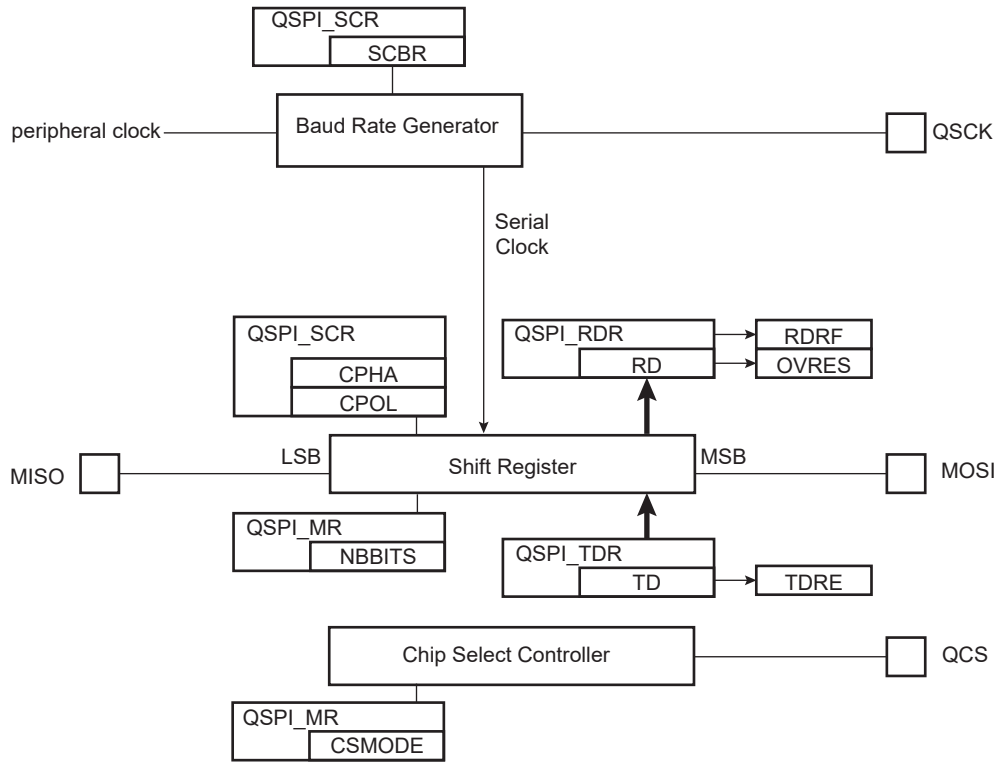 QSPI_SCR
SCBR
peripheral clock
Baud Rate Generator
QSCK
Serial
Clock
QSPI_SCR
CPHA
CPOL
QSPI_RDR
RD
RDRF
OVRES
MISO
LSB
Shift Register
MSB
MOSI
QSPI_MR
NBBITS
QSPI_TDR
TD
TDRE
Chip Select Controller
QCS
QSPI_MR
CSMODE